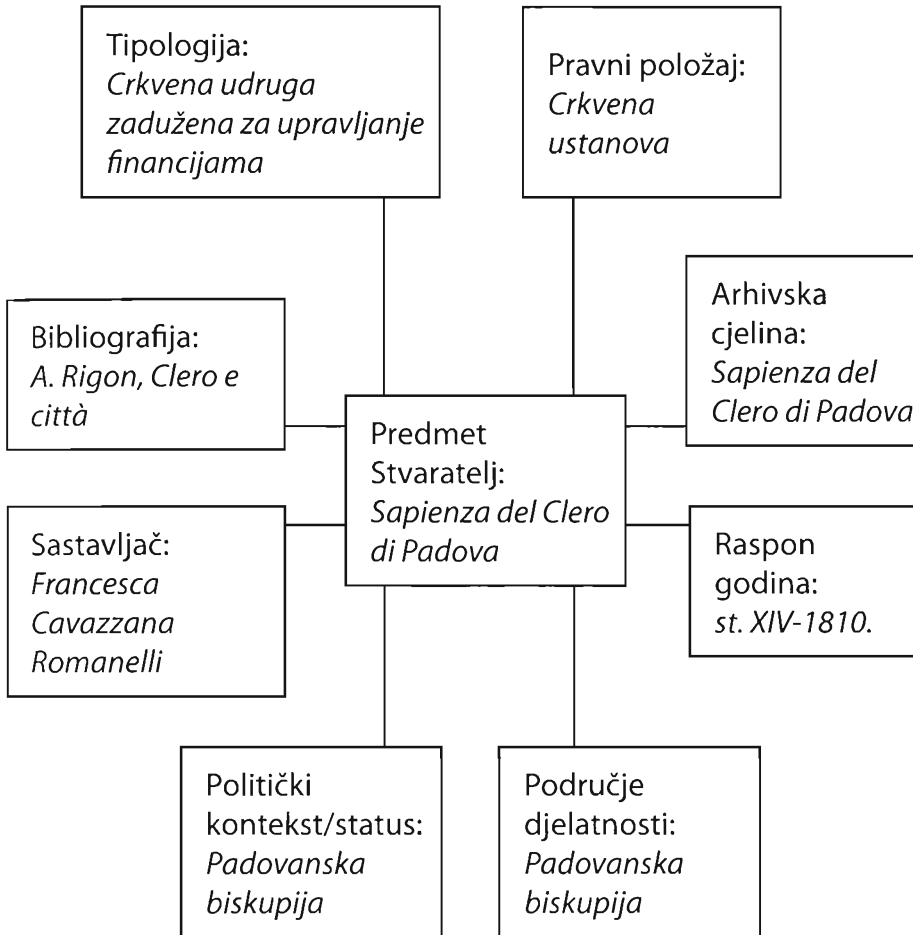 Tipologija:
Crkvena udruga
zadužena za upravljanje
financijama
Pravni položaj:
Crkvena
ustanova
Bibliografija:
A. Rigon, Clero e
città
Arhivska
cjelina:
Sapienza del
Clero di Padova
Predmet
Stvaratelj:
Sapienza del Clero
di Padova
Sastavljač:
Francesca
Cavazzana
Romanelli
Raspon
godina:
st. XIV-1810.
Politički
kontekst/status:
Padovanska
biskupija
Područje
djelatnosti:
Padovanska
biskupija